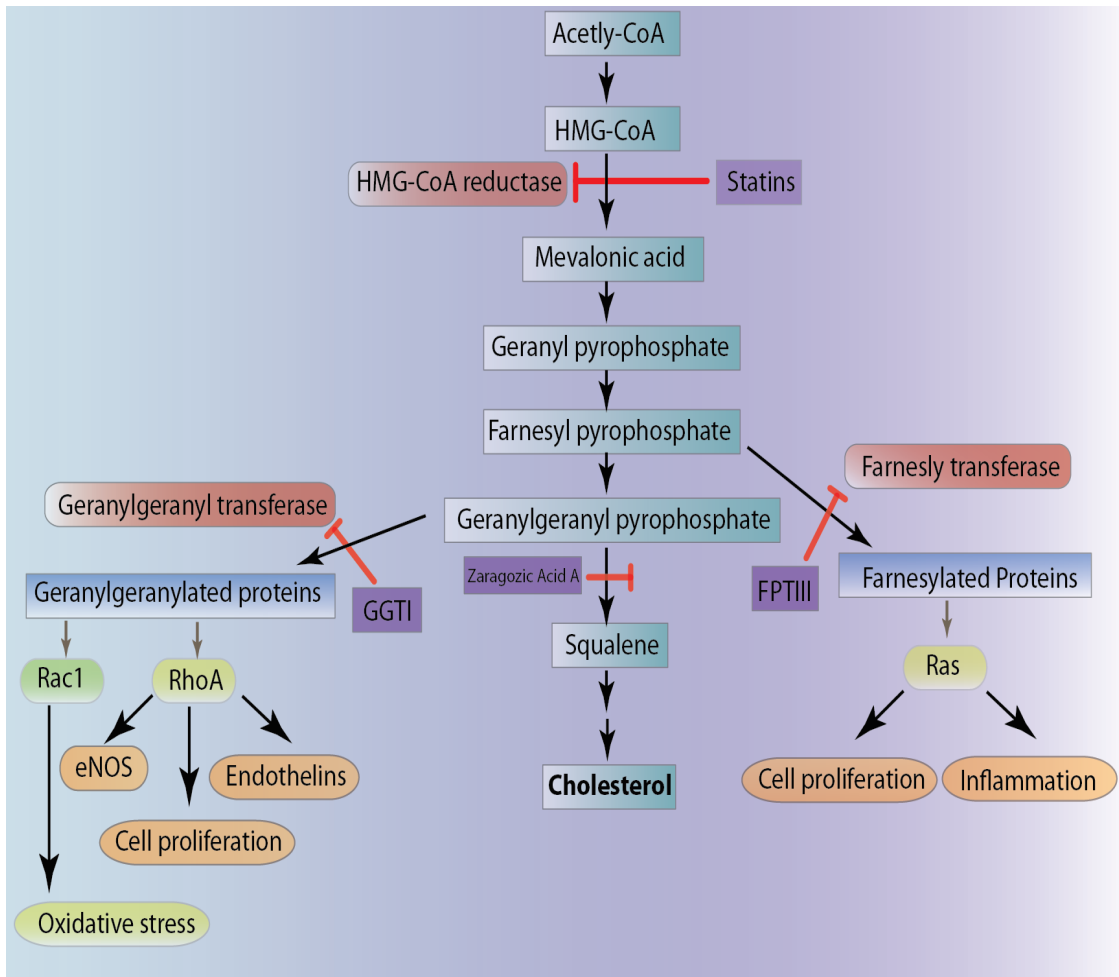 Acetly-CoA
HMG-CoA
HMG-CoA reductase
Statins
Mevalonic acid
Geranyl pyrophosphate
Farnesyl pyrophosphate
Farnesly transferase
Geranylgeranyl transferase
Geranylgeranyl pyrophosphate
Zaragozic Acid A
FPTIII
Farnesylated Proteins
Geranylgeranylated proteins
GGTI
Squalene
Rac1
RhoA
Ras
eNOS
Endothelins
Cholesterol
Cell proliferation
Inflammation
Cell proliferation
Oxidative stress